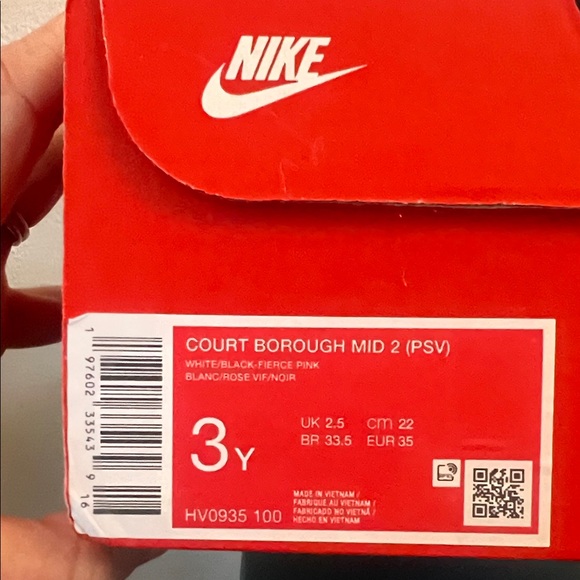 NIKE
COURT BOROUGH MID 2 (PSV)
WHITE/BLACK-FIERCE PINK
BLANC/ROSE VIF/NOIR
3Y
UK 2.5 cm 22
BR 33.5 EUR 35
MADE IN VIETNAM /
FABRIQUE AU VIETNAM /
FABRICADO NO VIETNÃ /
HECHO EN VIETNAM
HV0935 100
1 97602 33543 9 16